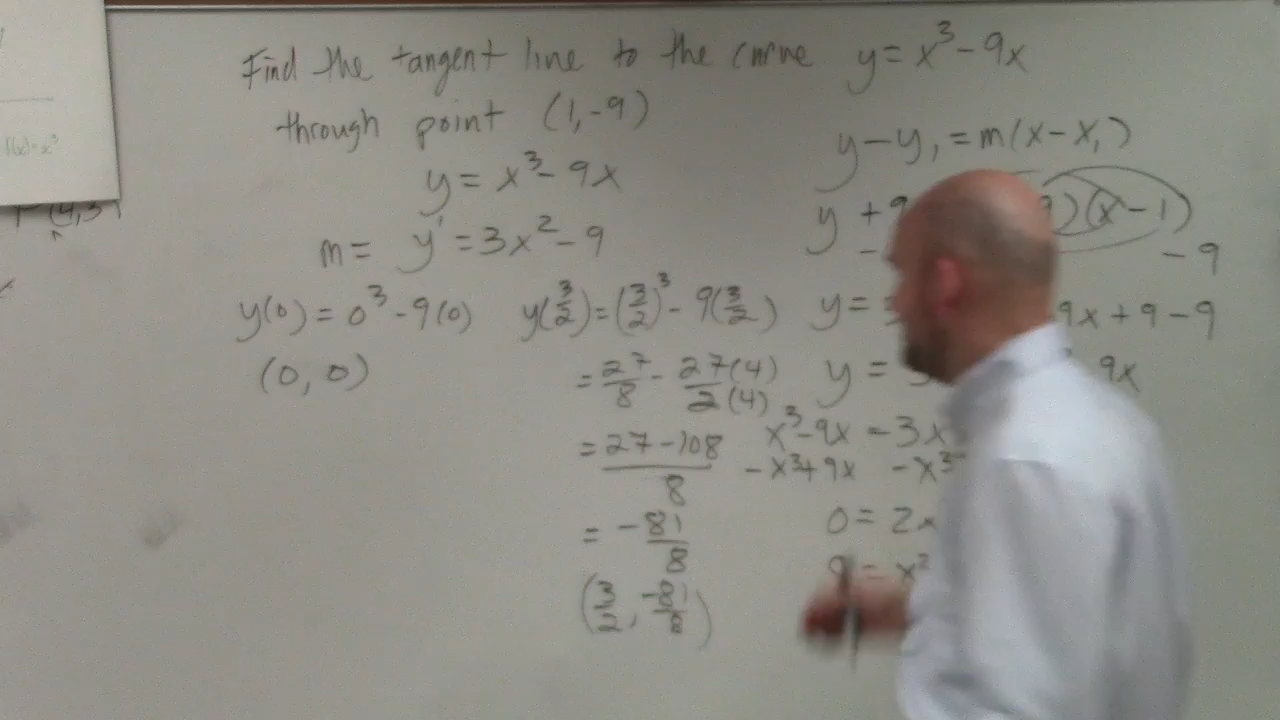 Find the tangent line to the curve y = x³ - 9x
through point (1, -9)
y = x³ - 9x
m = y' = 3x² - 9
y(0) = 0³ - 9(0)
(0, 0)
y(3/2) = (3/2)³ - 9(3/2)
= 27/8 - 27(4)/2(4)
= 27 - 108/8
= -81/8
(3/2, -81/8)
y - y₁ = m(x - x₁)
y + 9 )(x - 1)
- - 9
y = 9x + 9 - 9
y = 9x
x³ - 9x = 3x
- x³ + 9x - x³
0 = 2x
= x²
f(x) = x³